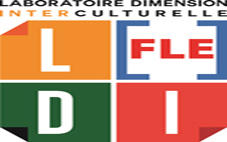 LABORATOIRE DIMENSION
INTERCULTURELLE
L [FLE]
D I